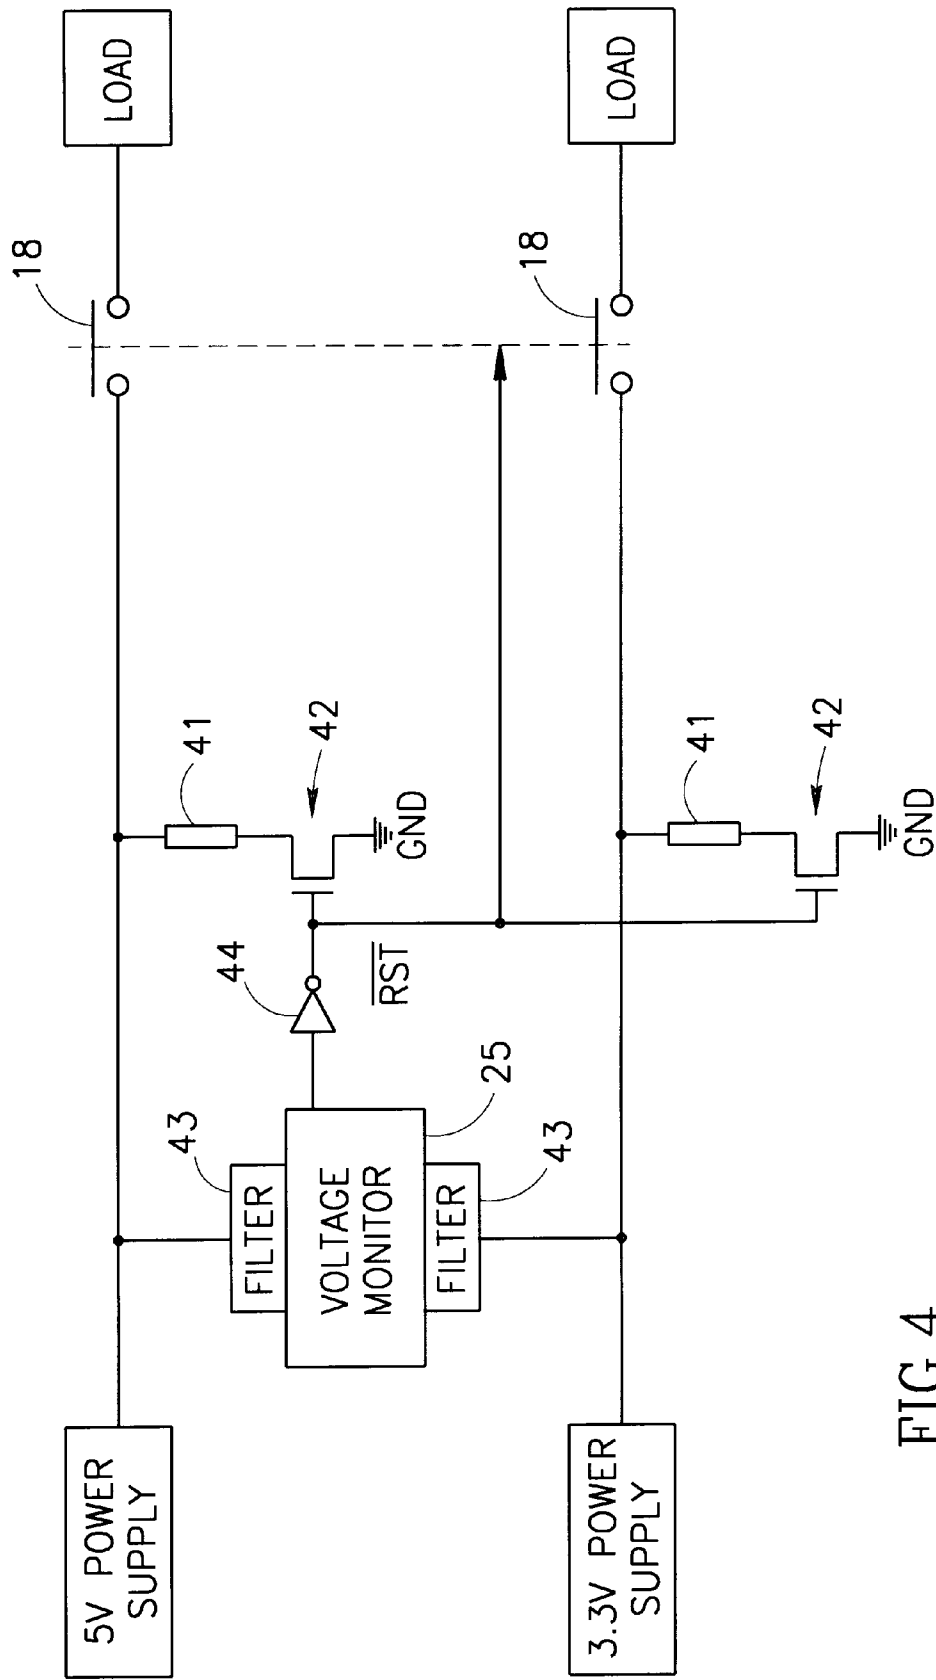 5V POWER
SUPPLY
43
FILTER
VOLTAGE
MONITOR
25
FILTER
43
44
RST
41
42
GND
18
LOAD
3.3V POWER
SUPPLY
41
42
GND
18
LOAD
FIG.4